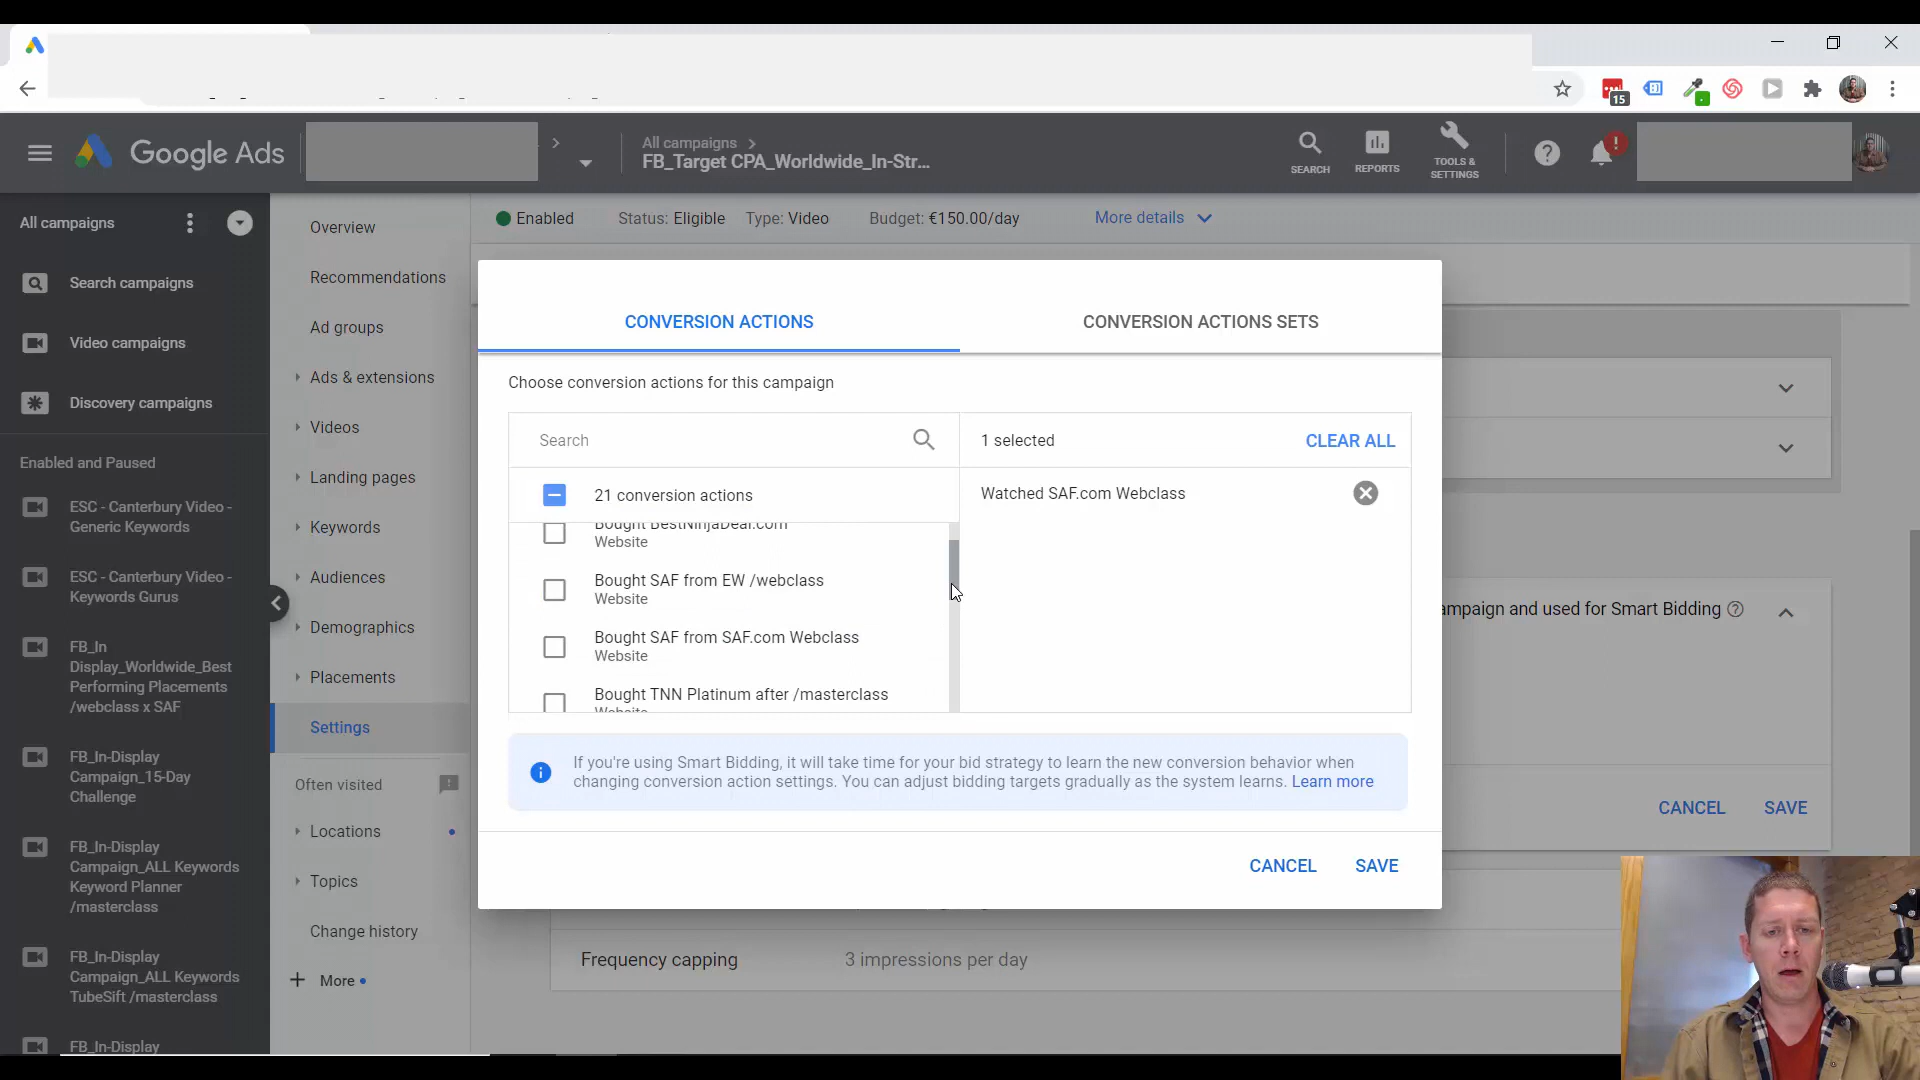 15
Google Ads
All campaigns
FB_Target CPA_Worldwide_In-Str...
SEARCH
REPORTS
TOOLS &
SETTINGS
!
All campaigns
Search campaigns
Video campaigns
Discovery campaigns
Enabled and Paused
ESC - Canterbury Video -
Generic Keywords
ESC - Canterbury Video -
Keywords Gurus
FB_In
Display_Worldwide_Best
Performing Placements
/webclass x SAF
FB_In-Display
Campaign_15-Day
Challenge
FB_In-Display
Campaign_ALL Keywords
Keyword Planner
/masterclass
FB_In-Display
Campaign_ALL Keywords
TubeSift /masterclass
FB_In-Display
Overview
Recommendations
Ad groups
Ads & extensions
Videos
Landing pages
Keywords
Audiences
Demographics
Placements
Settings
Often visited
Locations
Topics
Change history
+ More
Enabled
Status: Eligible
Type: Video
Budget: €150.00/day
More details
CONVERSION ACTIONS
CONVERSION ACTIONS SETS
Choose conversion actions for this campaign
Search
1 selected
CLEAR ALL
21 conversion actions
Watched SAF.com Webclass
Bought BestNinjaDeal.com
Website
Bought SAF from EW /webclass
Website
Bought SAF from SAF.com Webclass
Website
Bought TNN Platinum after /masterclass
Website
If you're using Smart Bidding, it will take time for your bid strategy to learn the new conversion behavior when
changing conversion action settings. You can adjust bidding targets gradually as the system learns. Learn more
CANCEL
SAVE
ampaign and used for Smart Bidding
CANCEL
SAVE
Frequency capping
3 impressions per day